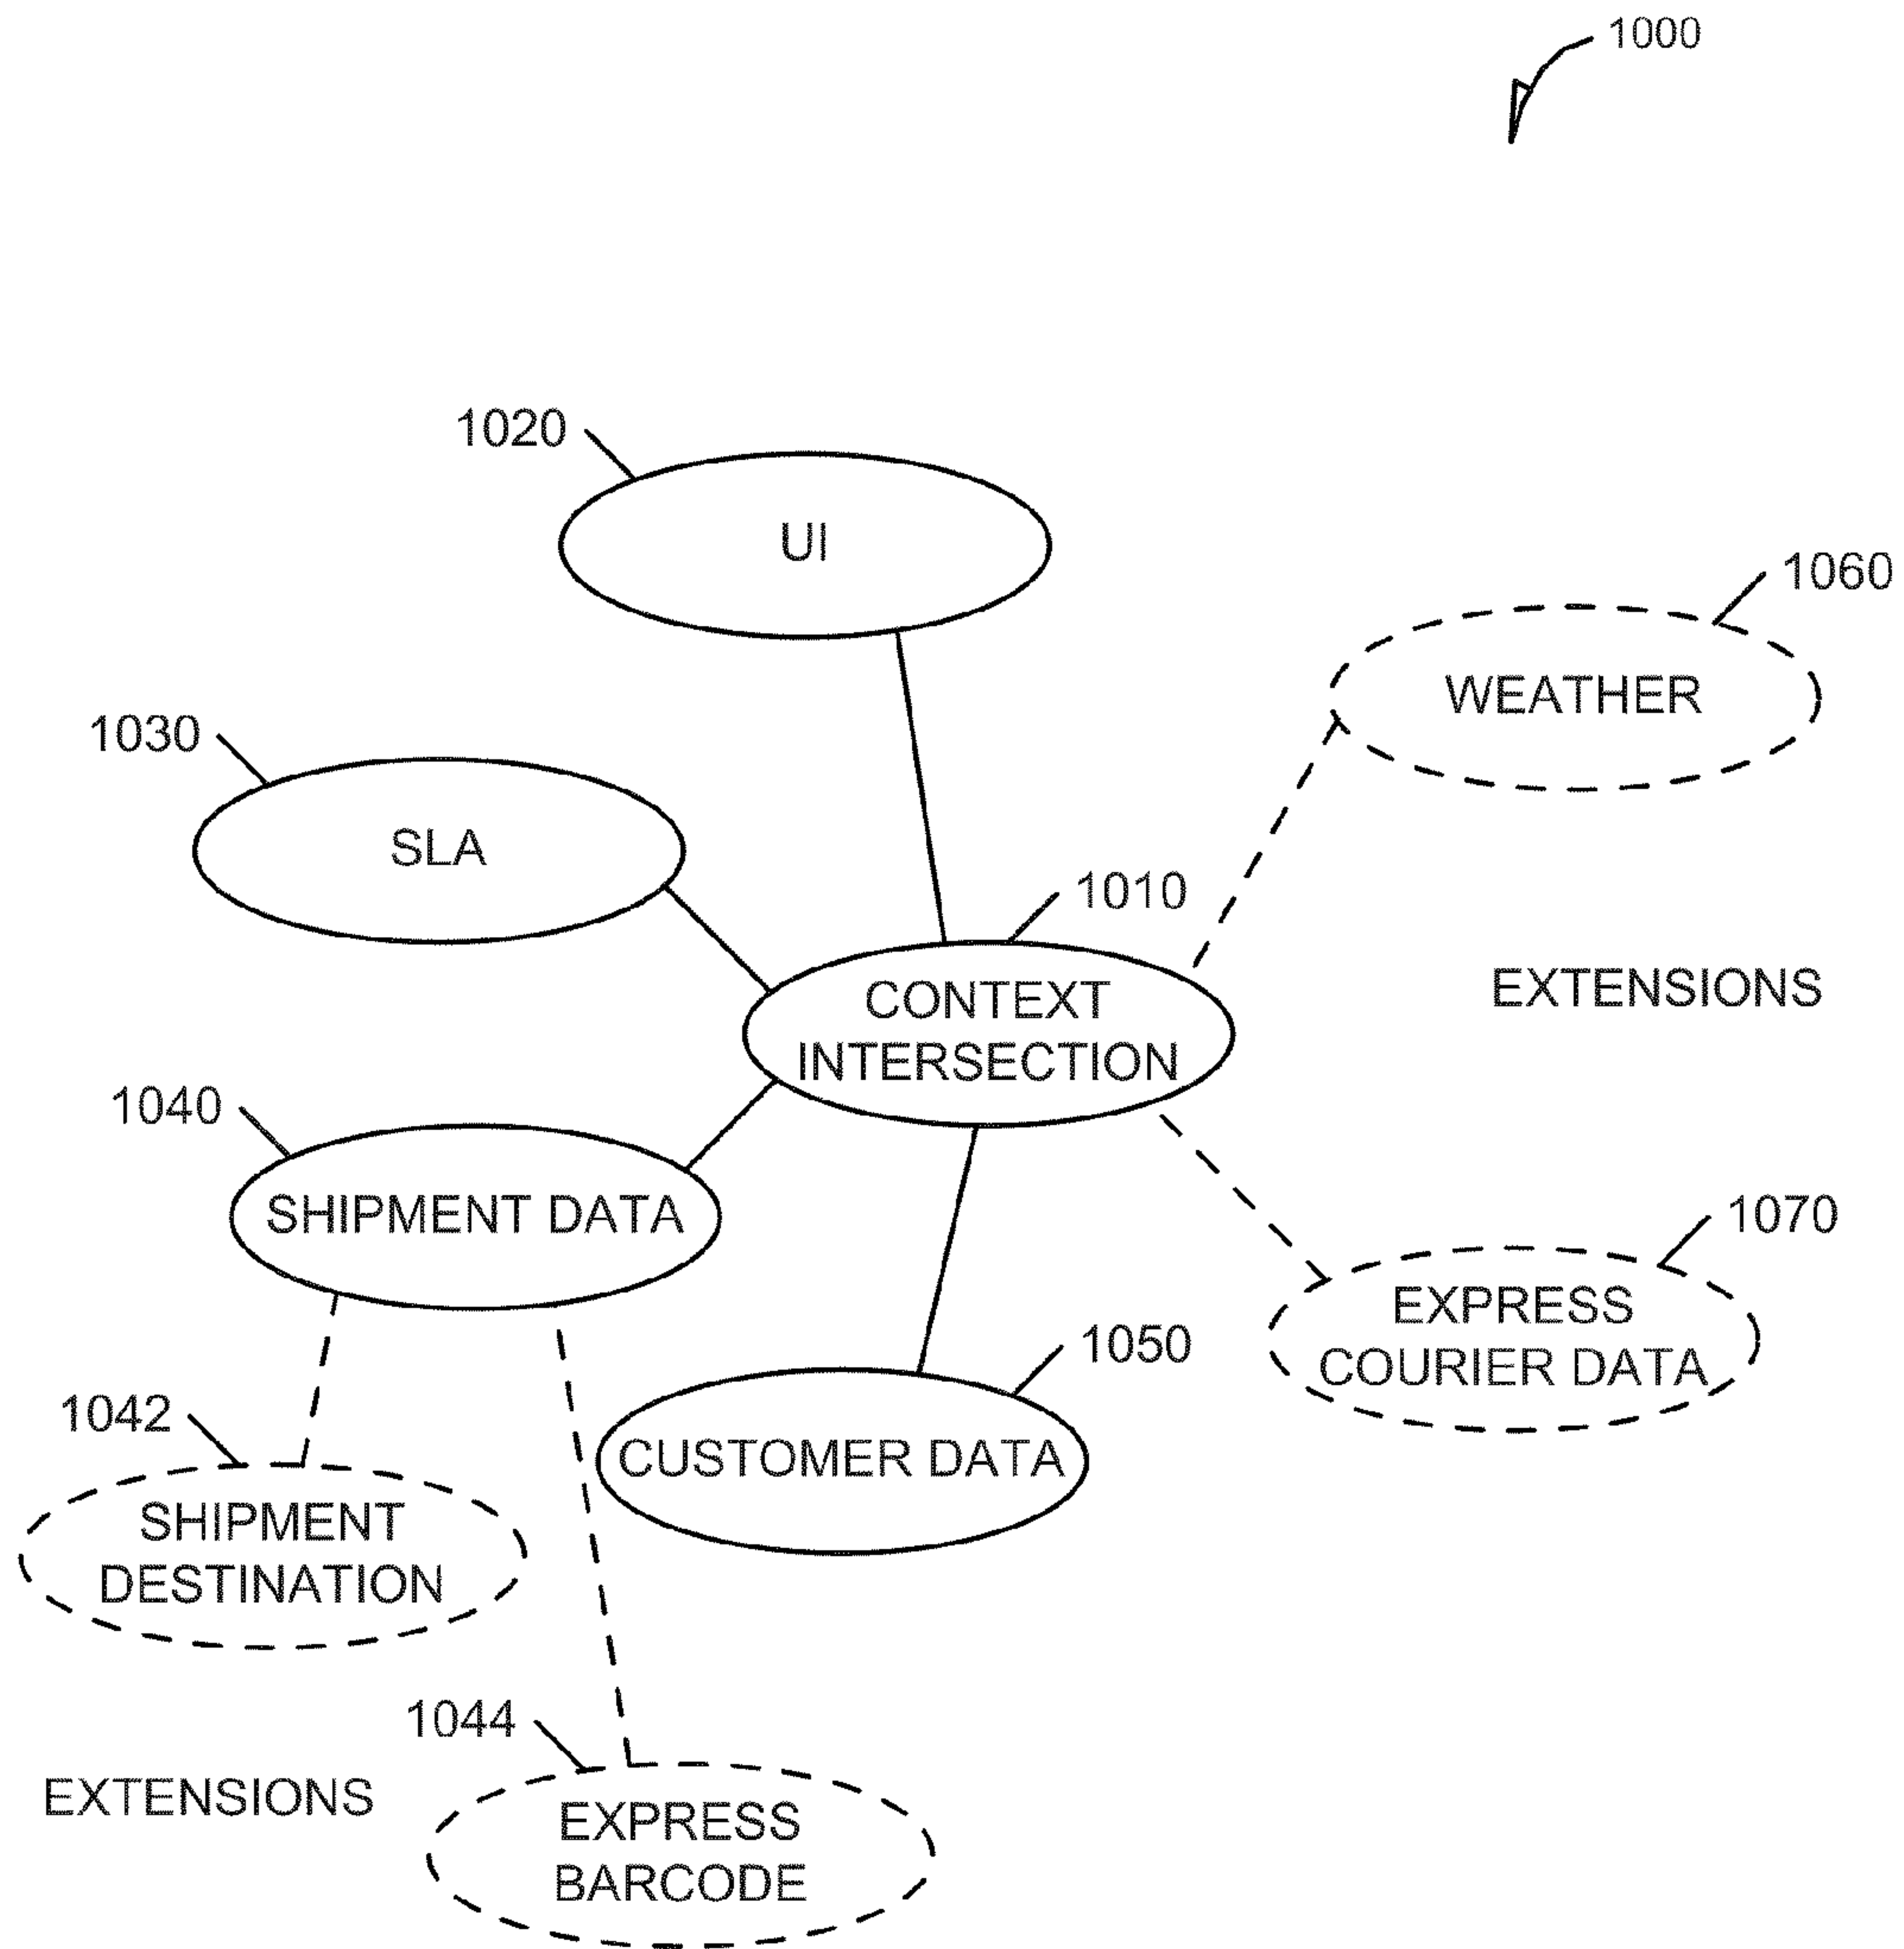 1000
1020
UI
1060
WEATHER
1030
SLA
1010
CONTEXT
INTERSECTION
EXTENSIONS
1040
SHIPMENT DATA
1070
EXPRESS
COURIER DATA
1050
CUSTOMER DATA
1042
SHIPMENT
DESTINATION
1044
EXTENSIONS
EXPRESS
BARCODE